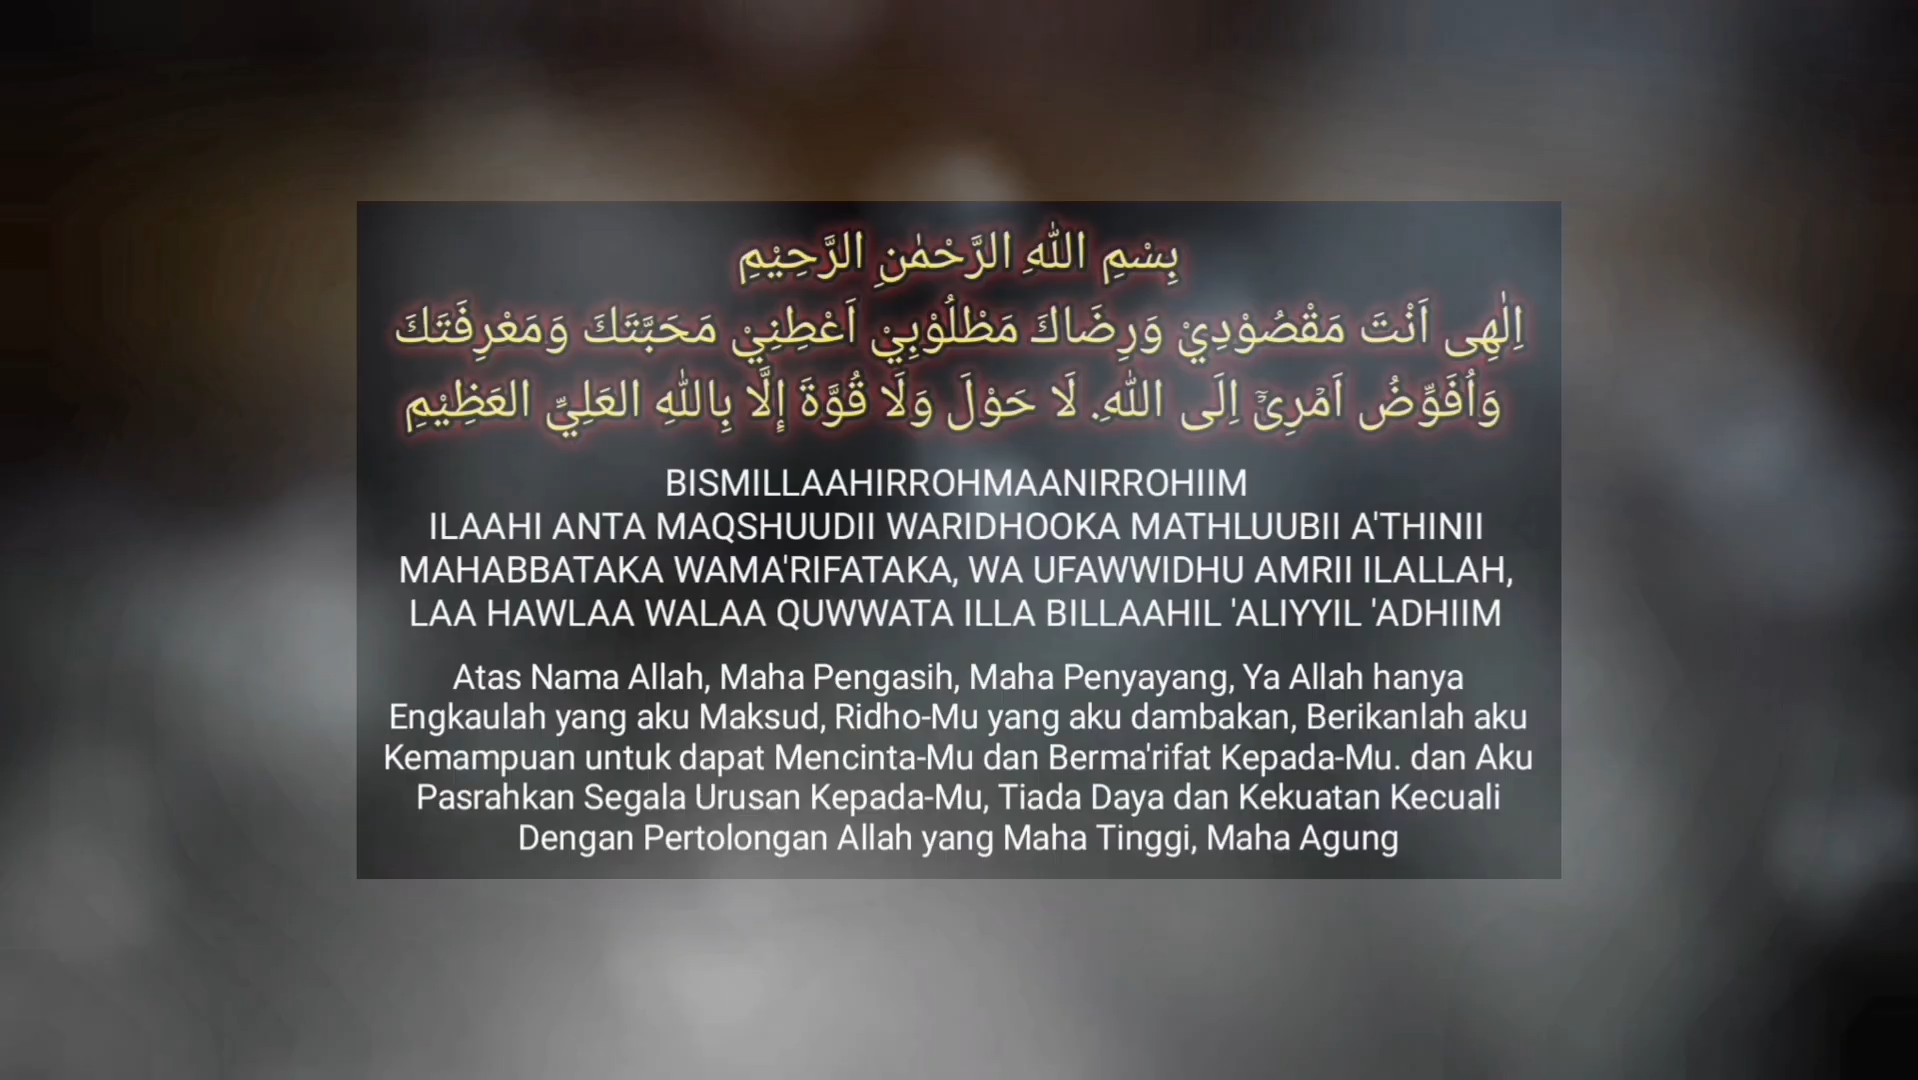 بِسْمِ اللّٰهِ الرَّحْمٰنِ الرَّحِيْمِ
اِلٰهِى اَنْتَ مَقْصُوْدِيْ وَرِضَاكَ مَطْلُوْبِيْ اَعْطِنِيْ مَحَبَّتَكَ وَمَعْرِفَتَكَ
وَاُفَوِّضُ اَمْرِىْٓ اِلَى اللّٰهِ. لَا حَوْلَ وَلَا قُوَّةَ إِلَّا بِاللّٰهِ العَلِيِّ العَظِيْمِ
BISMILLAAHIRROHMAANIRROHIIM
ILAAHI ANTA MAQSHUUDII WARIDHOOKA MATHLUUBII A'THINII
MAHABBATAKA WAMA'RIFATAKA, WA UFAWWIDHU AMRII ILALLAH,
LAA HAWLAA WALAA QUWWATA ILLA BILLAAHIL 'ALIYYIL 'ADHIIM
Atas Nama Allah, Maha Pengasih, Maha Penyayang, Ya Allah hanya
Engkaulah yang aku Maksud, Ridho-Mu yang aku dambakan, Berikanlah aku
Kemampuan untuk dapat Mencinta-Mu dan Berma'rifat Kepada-Mu. dan Aku
Pasrahkan Segala Urusan Kepada-Mu, Tiada Daya dan Kekuatan Kecuali
Dengan Pertolongan Allah yang Maha Tinggi, Maha Agung